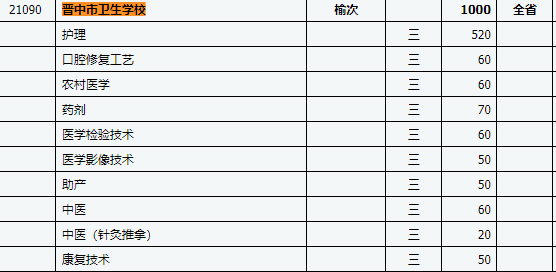 21090 晋中市卫生学校 榆次 1000 全省
护理 三 520
口腔修复工艺 三 60
农村医学 三 60
药剂 三 70
医学检验技术 三 60
医学影像技术 三 50
助产 三 50
中医 三 60
中医（针灸推拿） 三 20
康复技术 三 50